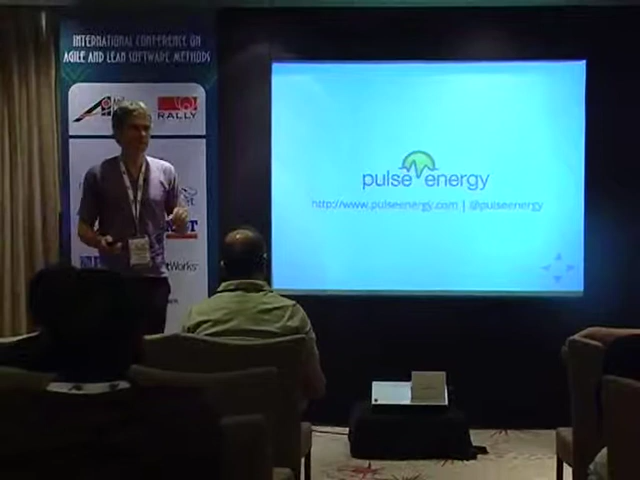 INTERNATIONAL CONFERENCE ON
AGILE AND LEAN SOFTWARE METHODS
RALLY
pulse energy
http://www.pulseenergy.com | @pulseenergy
Works